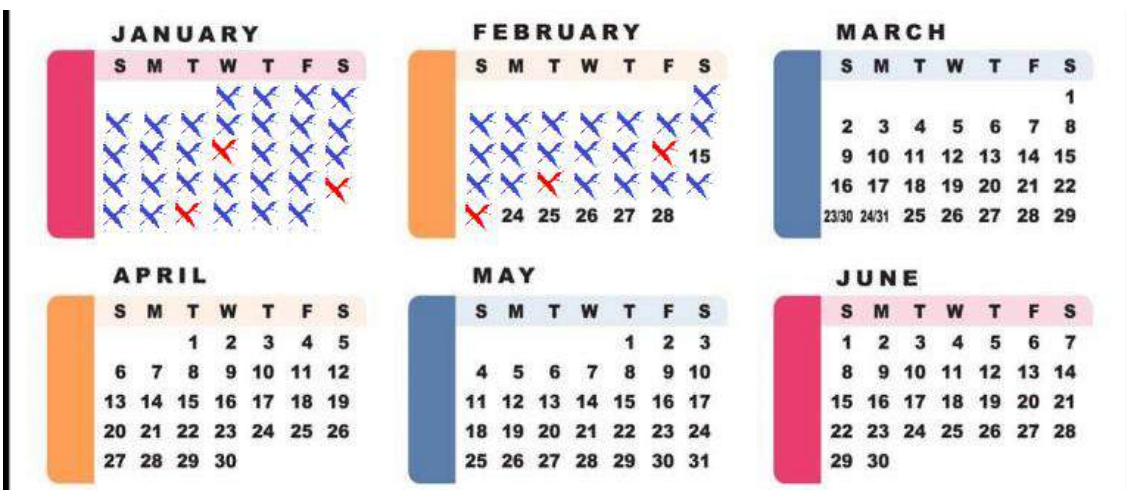 JANUARY
S M T W T F S
FEBRUARY
S M T W T F S
15
24 25 26 27 28
MARCH
S M T W T F S
1
2 3 4 5 6 7 8
9 10 11 12 13 14 15
16 17 18 19 20 21 22
23/30 24/31 25 26 27 28 29
APRIL
S M T W T F S
1 2 3 4 5
6 7 8 9 10 11 12
13 14 15 16 17 18 19
20 21 22 23 24 25 26
27 28 29 30
MAY
S M T W T F S
1 2 3
4 5 6 7 8 9 10
11 12 13 14 15 16 17
18 19 20 21 22 23 24
25 26 27 28 29 30 31
JUNE
S M T W T F S
1 2 3 4 5 6 7
8 9 10 11 12 13 14
15 16 17 18 19 20 21
22 23 24 25 26 27 28
29 30